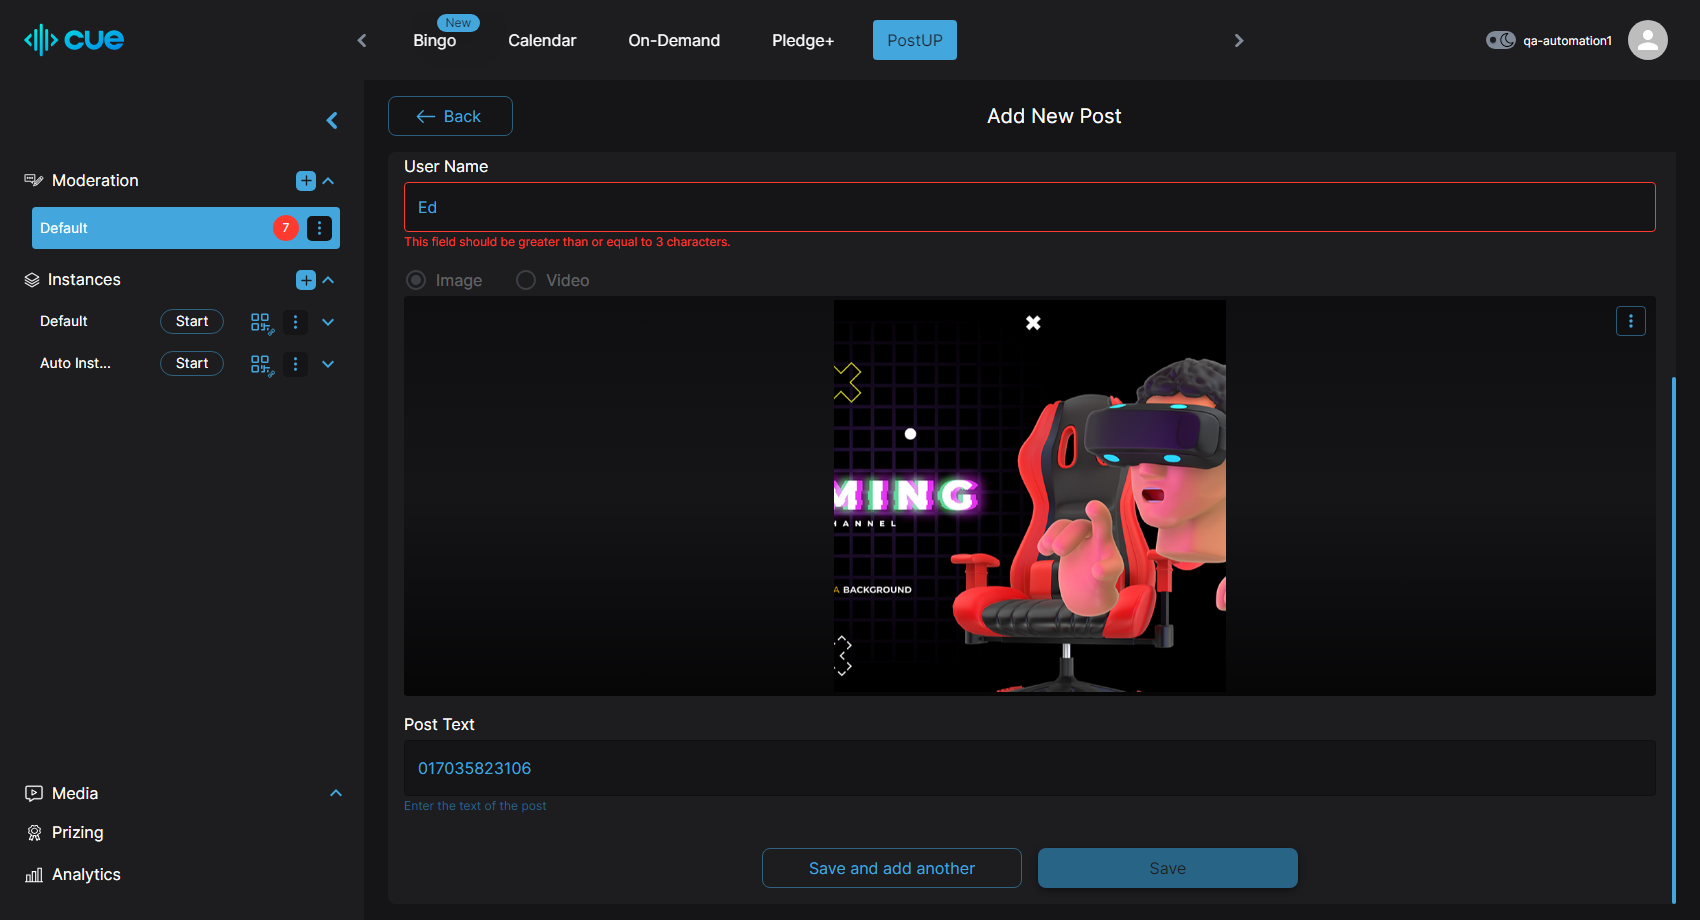 New
cue
Bingo
Calendar
On-Demand
Pledge+
PostUP
qa-automation1
Back
Add New Post
Moderation
Default
7
Instances
Default
Start
Auto Inst...
Start
Media
Prizing
Analytics
User Name
Ed
This field should be greater than or equal to 3 characters.
Image
Video
MING
HANNEL
A BACKGROUND
Post Text
017035823106
Enter the text of the post
Save and add another
Save